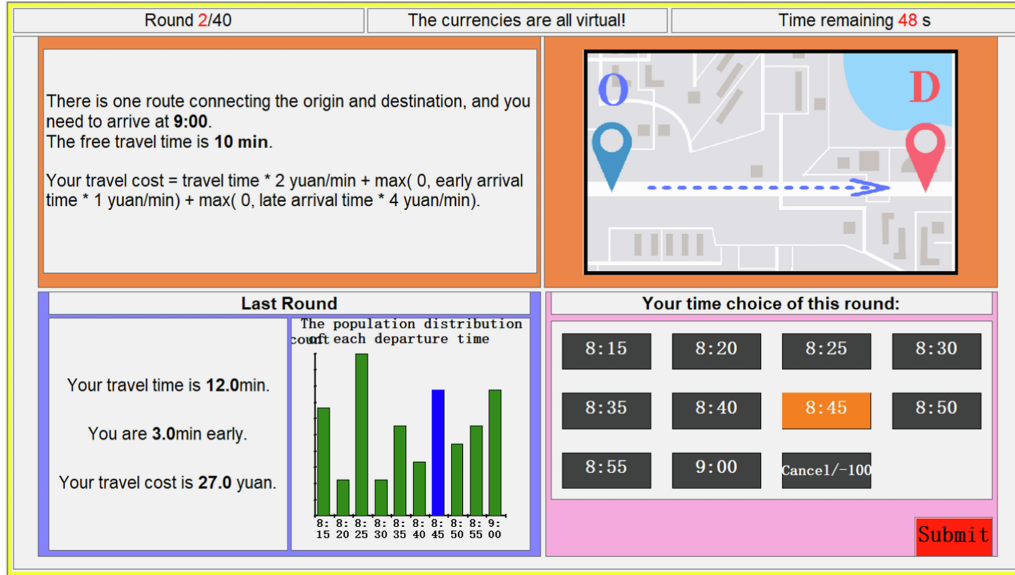 Round 2/40
The currencies are all virtual!
Time remaining 48 s
There is one route connecting the origin and destination, and you
need to arrive at 9:00.
The free travel time is 10 min.
Your travel cost = travel time * 2 yuan/min + max( 0, early arrival
time * 1 yuan/min) + max( 0, late arrival time * 4 yuan/min).
O
D
Last Round
Your travel time is 12.0min.
You are 3.0min early.
Your travel cost is 27.0 yuan.
The population distribution
of each departure time
count
8:15 8:20 8:25 8:30 8:35 8:40 8:45 8:50 8:55 9:00
Your time choice of this round:
8:15 8:20 8:25 8:30
8:35 8:40 8:45 8:50
8:55 9:00 Cancel/-100
Submit